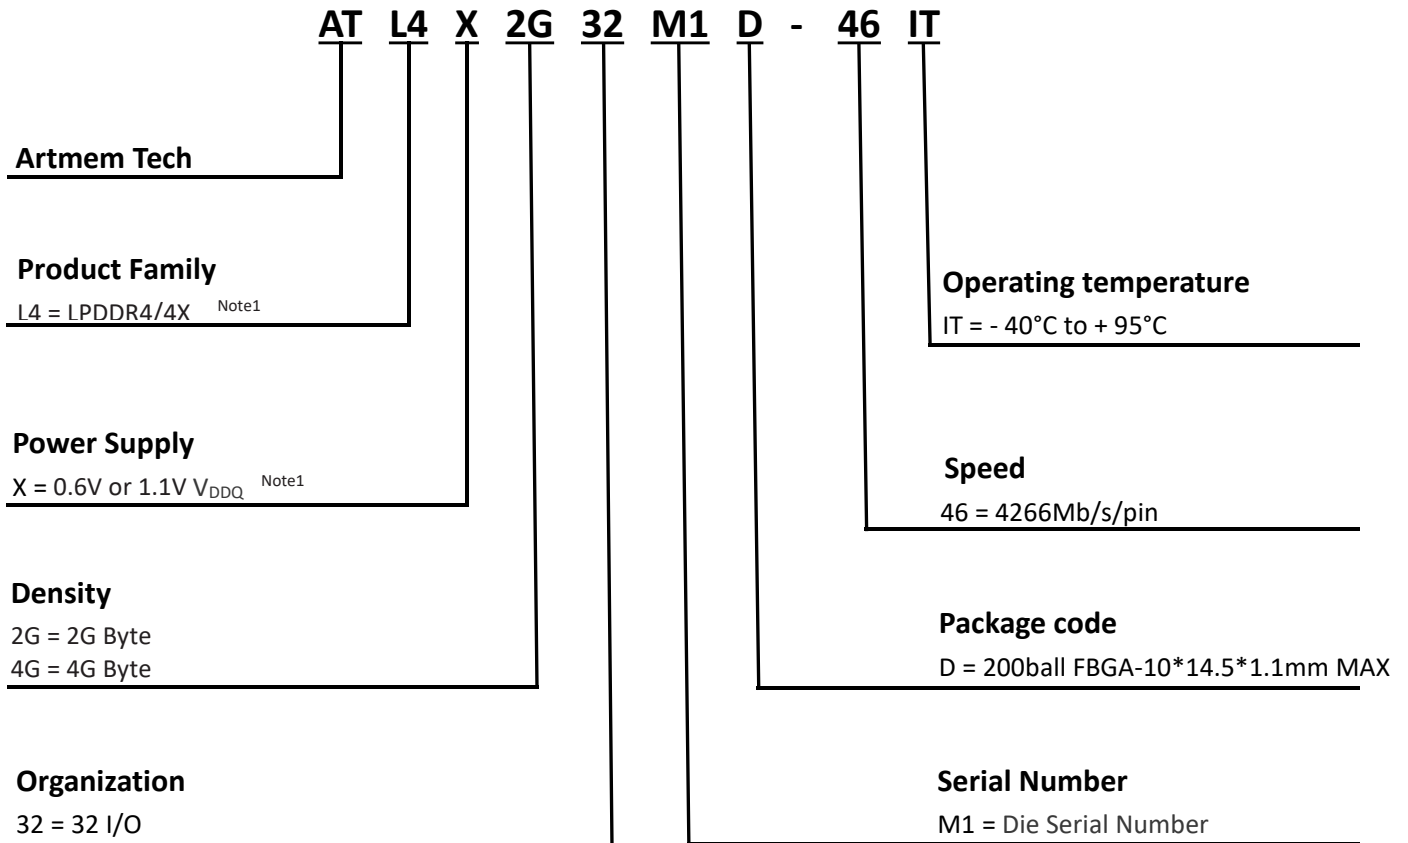 AT L4 X 2G 32 M1 D - 46 IT
Artmem Tech
Product Family
L4 = LPDDR4/4X Note1
Power Supply
X = 0.6V or 1.1V VDDQ Note1
Density
2G = 2G Byte
4G = 4G Byte
Organization
32 = 32 I/O
Operating temperature
IT = - 40°C to + 95°C
Speed
46 = 4266Mb/s/pin
Package code
D = 200ball FBGA-10*14.5*1.1mm MAX
Serial Number
M1 = Die Serial Number